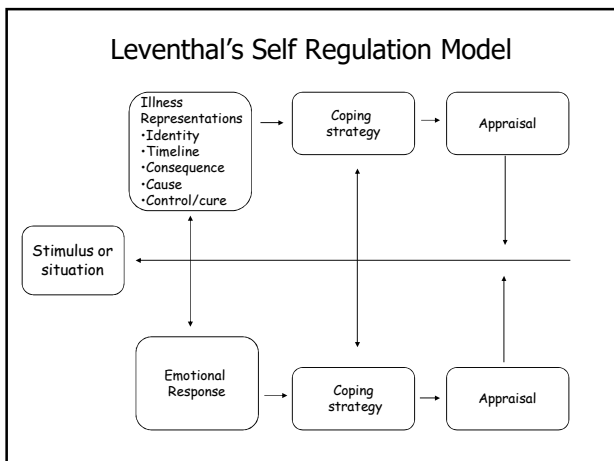 Leventhal's Self Regulation Model
Illness
Representations
•Identity
•Timeline
•Consequence
•Cause
•Control/cure
Coping
strategy
Appraisal
Stimulus or
situation
Emotional
Response
Coping
strategy
Appraisal